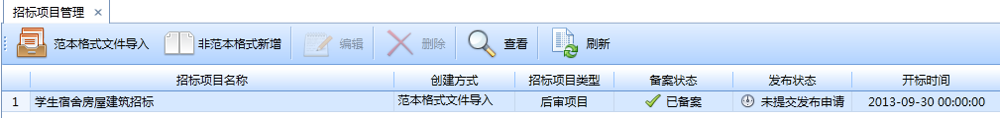 招标项目管理 ×
范本格式文件导入 非范本格式新增 编辑 删除 查看 刷新
招标项目名称 创建方式 招标项目类型 备案状态 发布状态 开标时间
1 学生宿舍房屋建筑招标 范本格式文件导入 后审项目 已备案 未提交发布申请 2013-09-30 00:00:00